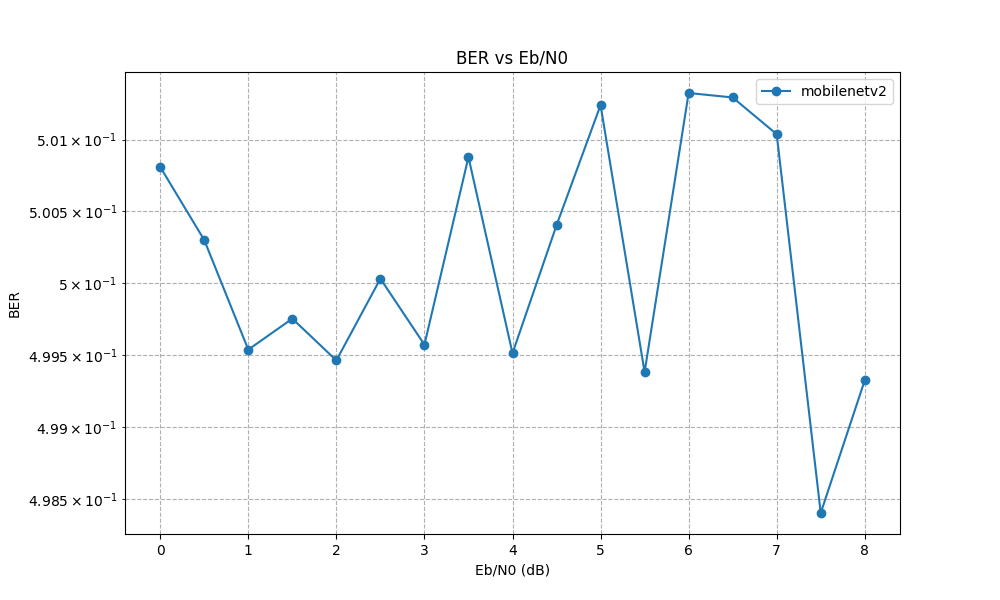 BER vs Eb/N0
mobilenetv2
5.01 × 10⁻¹
5.005 × 10⁻¹
5 × 10⁻¹
4.995 × 10⁻¹
4.99 × 10⁻¹
4.985 × 10⁻¹
BER
0 1 2 3 4 5 6 7 8
Eb/N0 (dB)